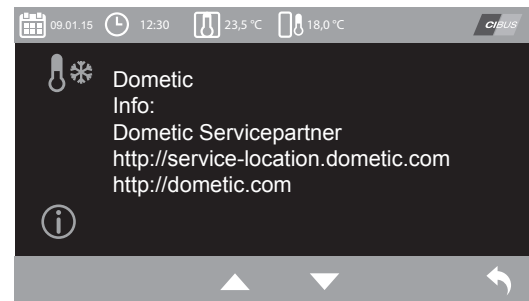 09.01.15 12:30 23,5 °C 18,0 °C CIBUS
Dometic
Info:
Dometic Servicepartner
http://service-location.dometic.com
http://dometic.com